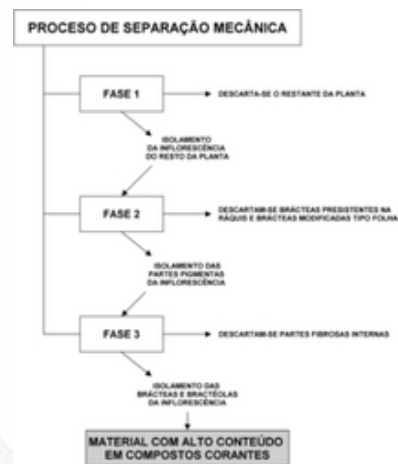 PROCESO DE SEPARAÇÃO MECÂNICA
FASE 1
DESCARTA-SE O RESTANTE DA PLANTA
ISOLAMENTO
DA INFLORESCÊNCIA
DO RESTO DA PLANTA
FASE 2
DESCARTAM-SE BRÁCTEAS PRESISTENTES NA
RÁQUIS E BRÁCTEAS MODIFICADAS TIPO FOLHA
ISOLAMENTO DAS
PARTES PIGMENTAS
DA INFLORESCÊNCIA
FASE 3
DESCARTAM-SE PARTES FIBROSAS INTERNAS
ISOLAMENTO DAS
BRÁCTEAS E BRACTÉOLAS
DA INFLORESCÊNCIA
MATERIAL COM ALTO CONTEÚDO
EM COMPOSTOS CORANTES